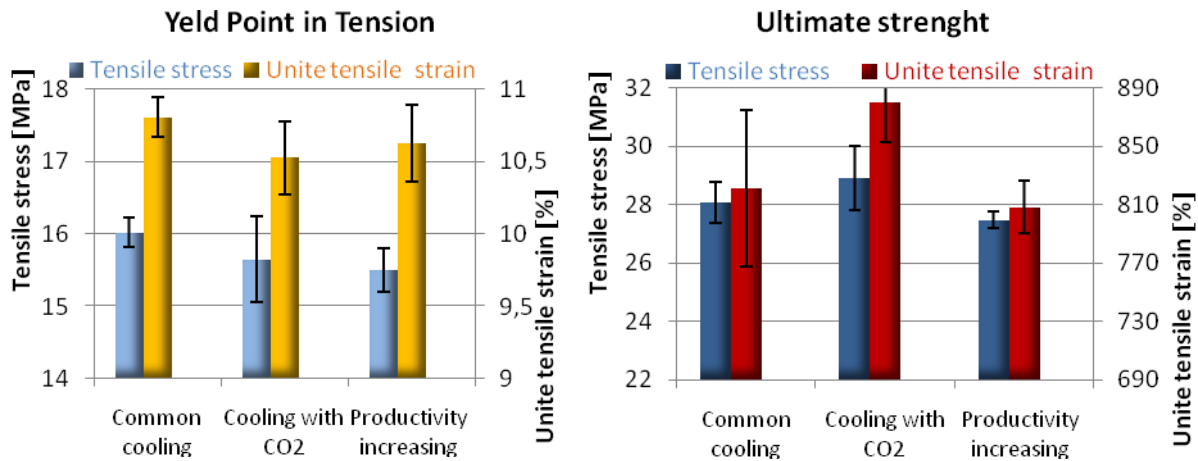 Yeld Point in Tension
Tensile stress
Unite tensile strain
Tensile stress [MPa]
18
17
16
15
14
11
10,5
10
9,5
9
Unite tensile strain [%]
Common cooling
Cooling with CO2
Productivity increasing
Ultimate strenght
Tensile stress
Unite tensile strain
Tensile stress [MPa]
32
30
28
26
24
22
890
850
810
770
730
690
Unite tensile strain [%]
Common cooling
Cooling with CO2
Productivity increasing